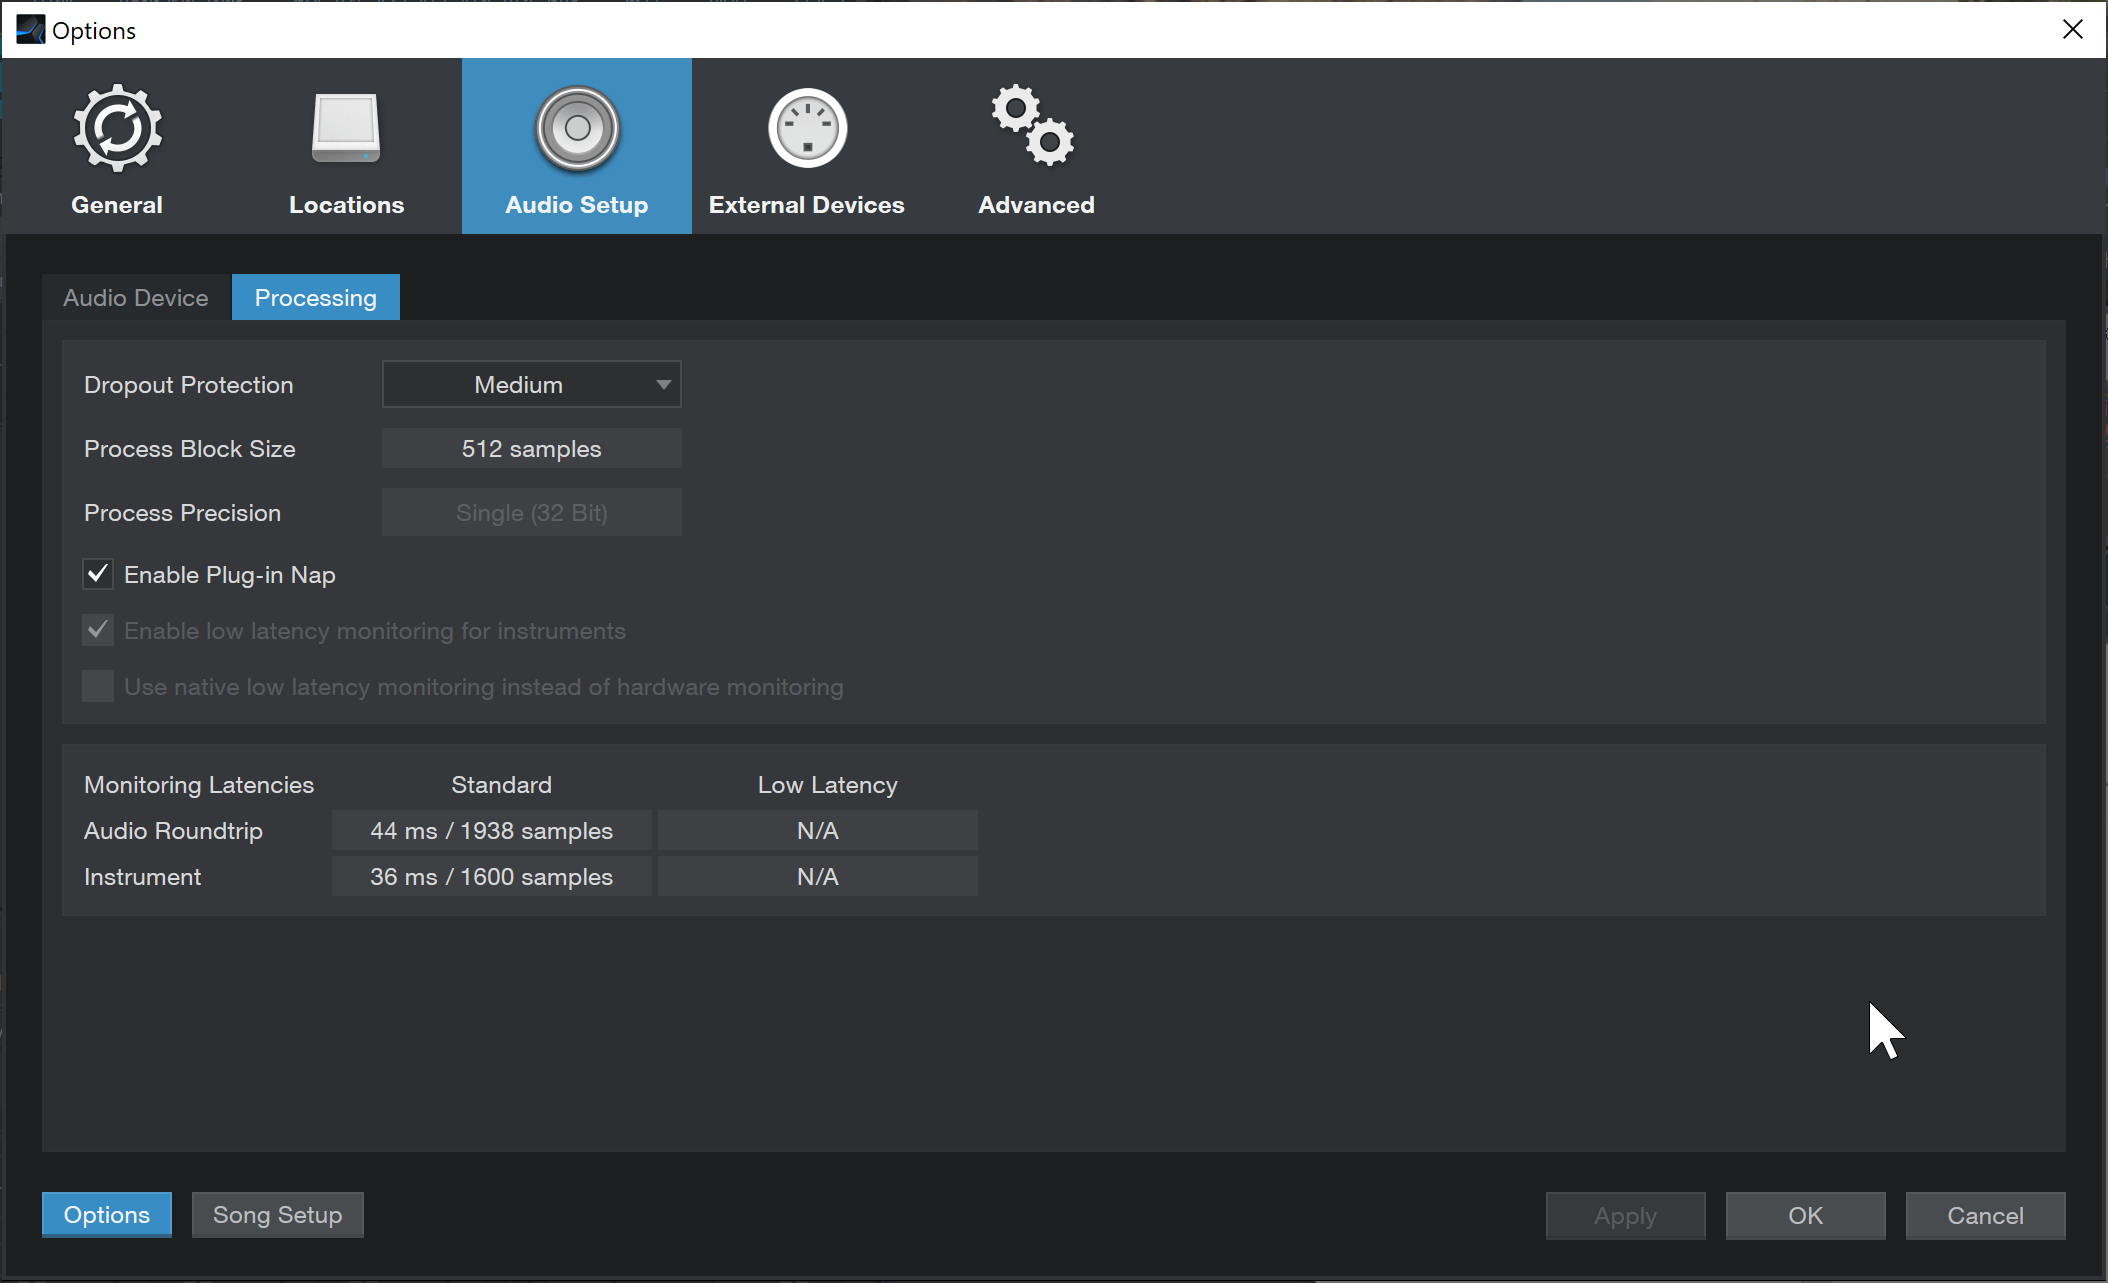 Options
General Locations Audio Setup External Devices Advanced
Audio Device Processing
Dropout Protection Medium
Process Block Size 512 samples
Process Precision Single (32 Bit)
Enable Plug-in Nap
Enable low latency monitoring for instruments
Use native low latency monitoring instead of hardware monitoring
Monitoring Latencies Standard Low Latency
Audio Roundtrip 44 ms / 1938 samples N/A
Instrument 36 ms / 1600 samples N/A
Options Song Setup Apply OK Cancel